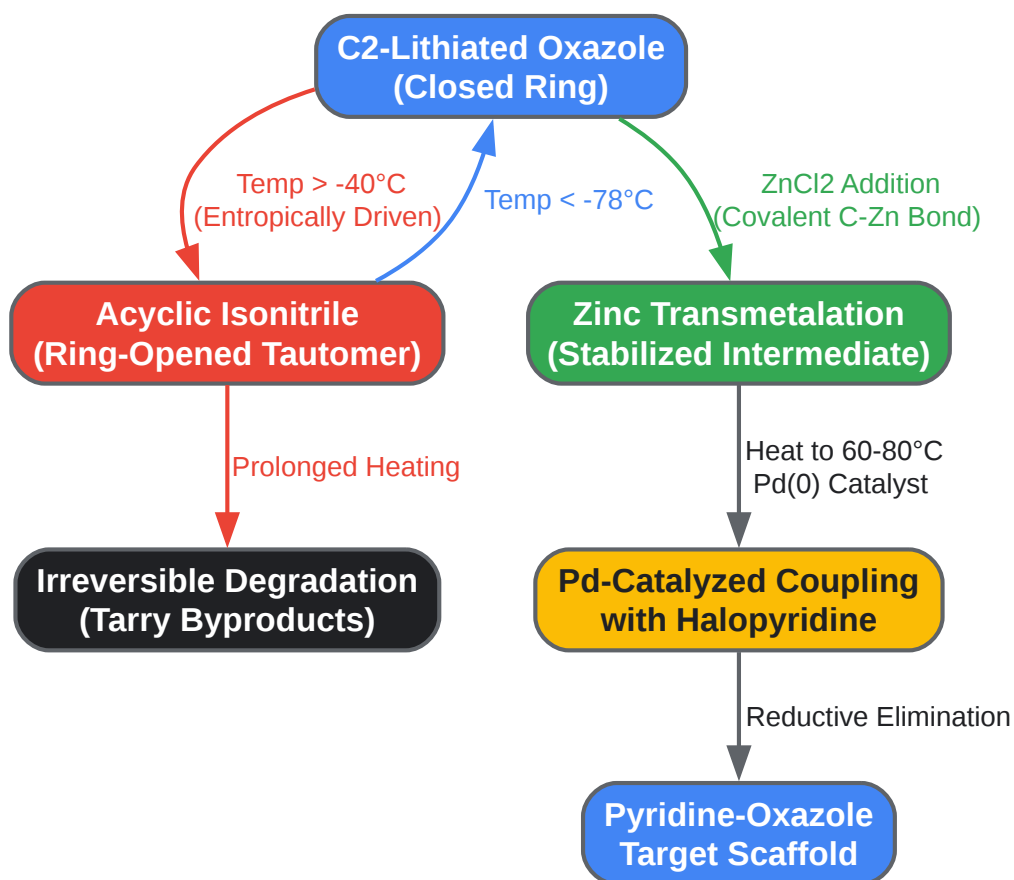 C2-Lithiated Oxazole
(Closed Ring)
Temp > -40°C
(Entropically Driven)
Temp < -78°C
ZnCl2 Addition
(Covalent C-Zn Bond)
Acyclic Isonitrile
(Ring-Opened Tautomer)
Zinc Transmetalation
(Stabilized Intermediate)
Prolonged Heating
Heat to 60-80°C
Pd(0) Catalyst
Irreversible Degradation
(Tarry Byproducts)
Pd-Catalyzed Coupling
with Halopyridine
Reductive Elimination
Pyridine-Oxazole
Target Scaffold